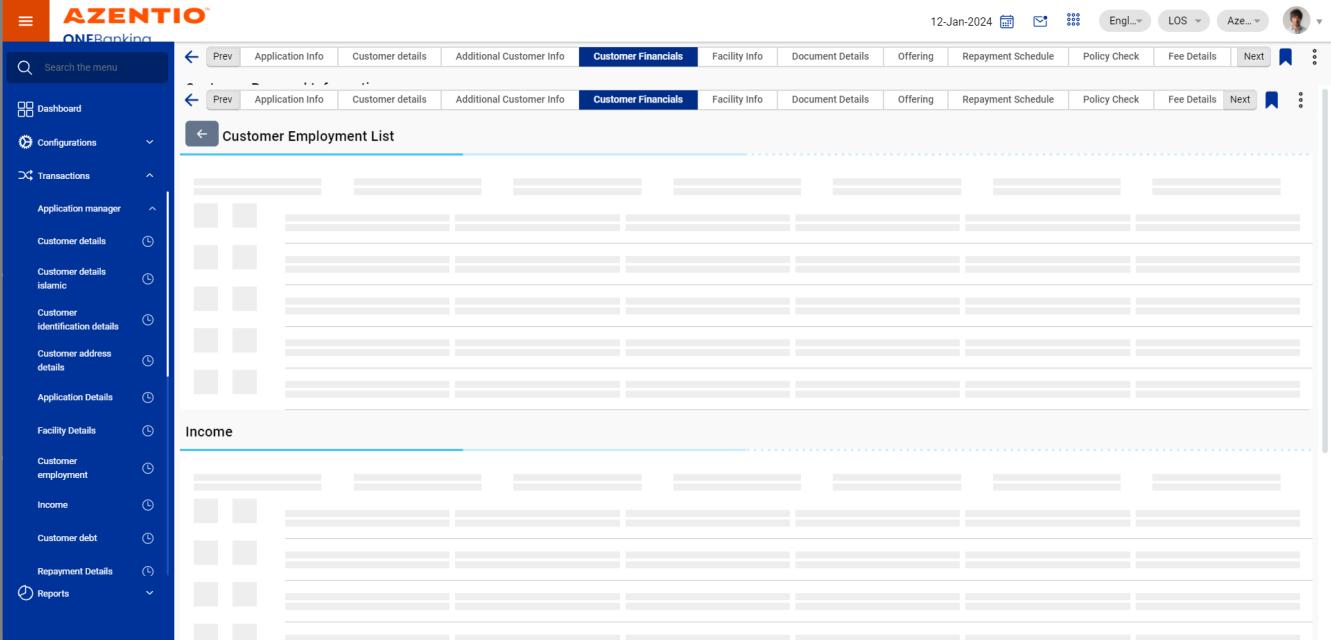 AZENTIO
ONEBanking
12-Jan-2024
Engl...
LOS
Aze...
Search the menu
Dashboard
Configurations
Transactions
Application manager
Customer details
Customer details
islamic
Customer
identification details
Customer address
details
Application Details
Facility Details
Customer
employment
Income
Customer debt
Repayment Details
Reports
Prev Application Info Customer details Additional Customer Info Customer Financials Facility Info Document Details Offering Repayment Schedule Policy Check Fee Details Next
Prev Application Info Customer details Additional Customer Info Customer Financials Facility Info Document Details Offering Repayment Schedule Policy Check Fee Details Next
Customer Employment List
Income